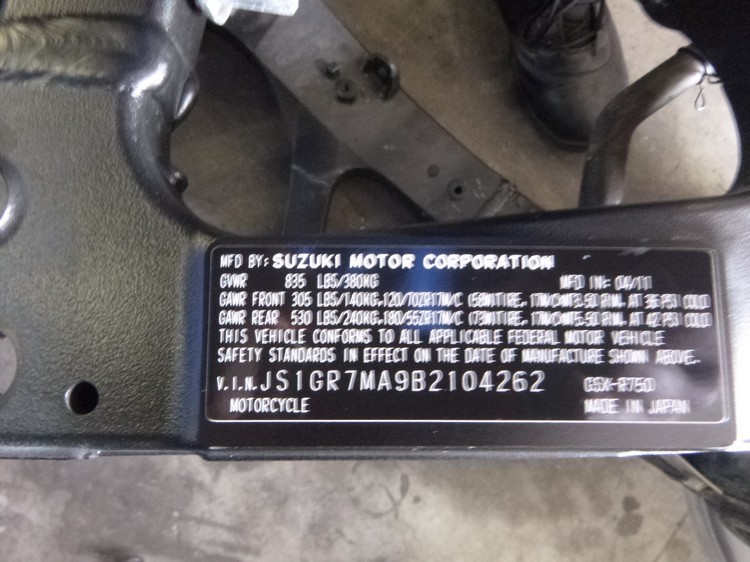 MFD BY: SUZUKI MOTOR CORPORATION
GVWR 835 LBS/380KG MFD IN: 04/11
GAWR FRONT 305 LBS/140KG,120/70ZR17M/C (58W)TIRE, 17M/CxMT3.50 RIM, AT 36 PSI COLD
GAWR REAR 530 LBS/240KG,180/55ZR17M/C (73W)TIRE, 17M/CxMT5.50 RIM, AT 42 PSI COLD
THIS VEHICLE CONFORMS TO ALL APPLICABLE FEDERAL MOTOR VEHICLE
SAFETY STANDARDS IN EFFECT ON THE DATE OF MANUFACTURE SHOWN ABOVE.
V.I.N. JS1GR7MA9B2104262 GSX-R750
MOTORCYCLE MADE IN JAPAN